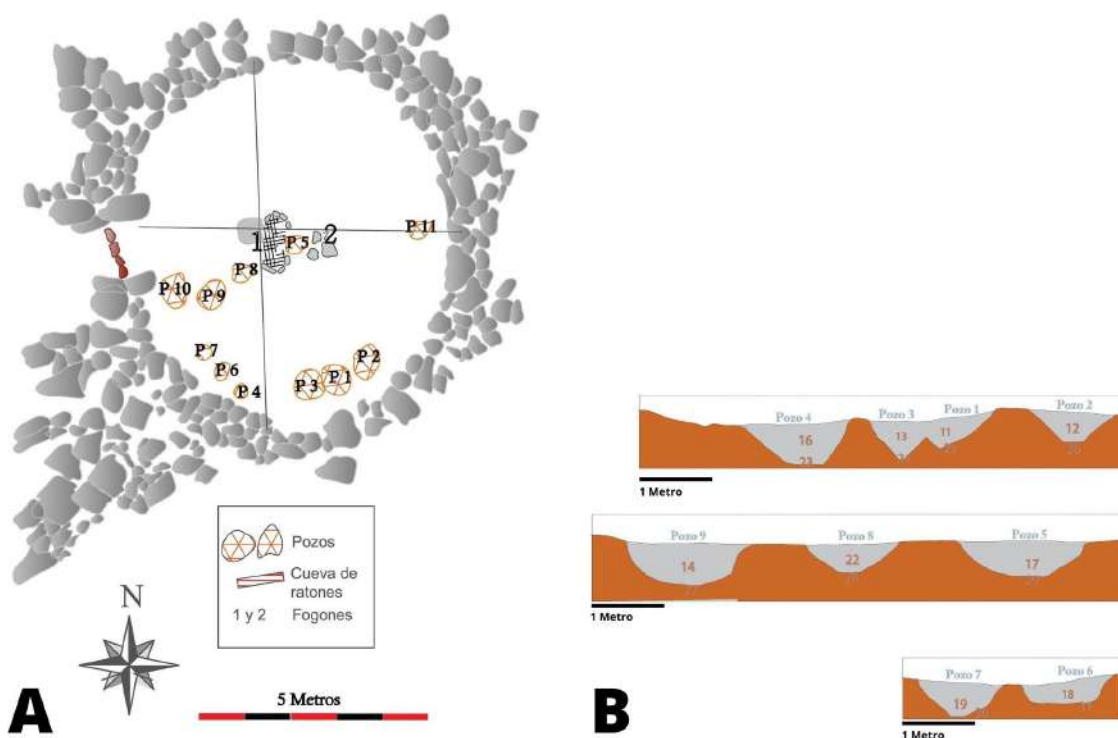 P 11
1
2
P 5
P 8
P 10
P 9
P 7
P 6
P 4
P 2
P 1
P 3
Pozos
Cueva de
ratones
1 y 2 Fogones
N
5 Metros
A
Pozo 4
Pozo 3
Pozo 1
Pozo 2
16
13
11
12
23
1 Metro
Pozo 9
Pozo 8
Pozo 5
14
22
17
1 Metro
Pozo 7
Pozo 6
19
18
1 Metro
B